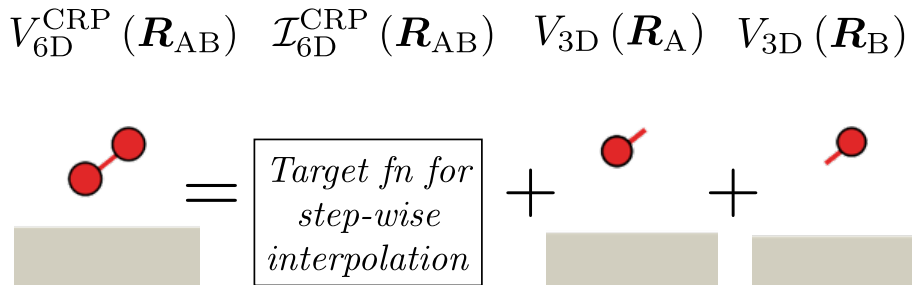 V_{6D}^{CRP} (R_{AB}) I_{6D}^{CRP} (R_{AB}) V_{3D} (R_A) V_{3D} (R_B)
= Target fn for + +
step-wise
interpolation